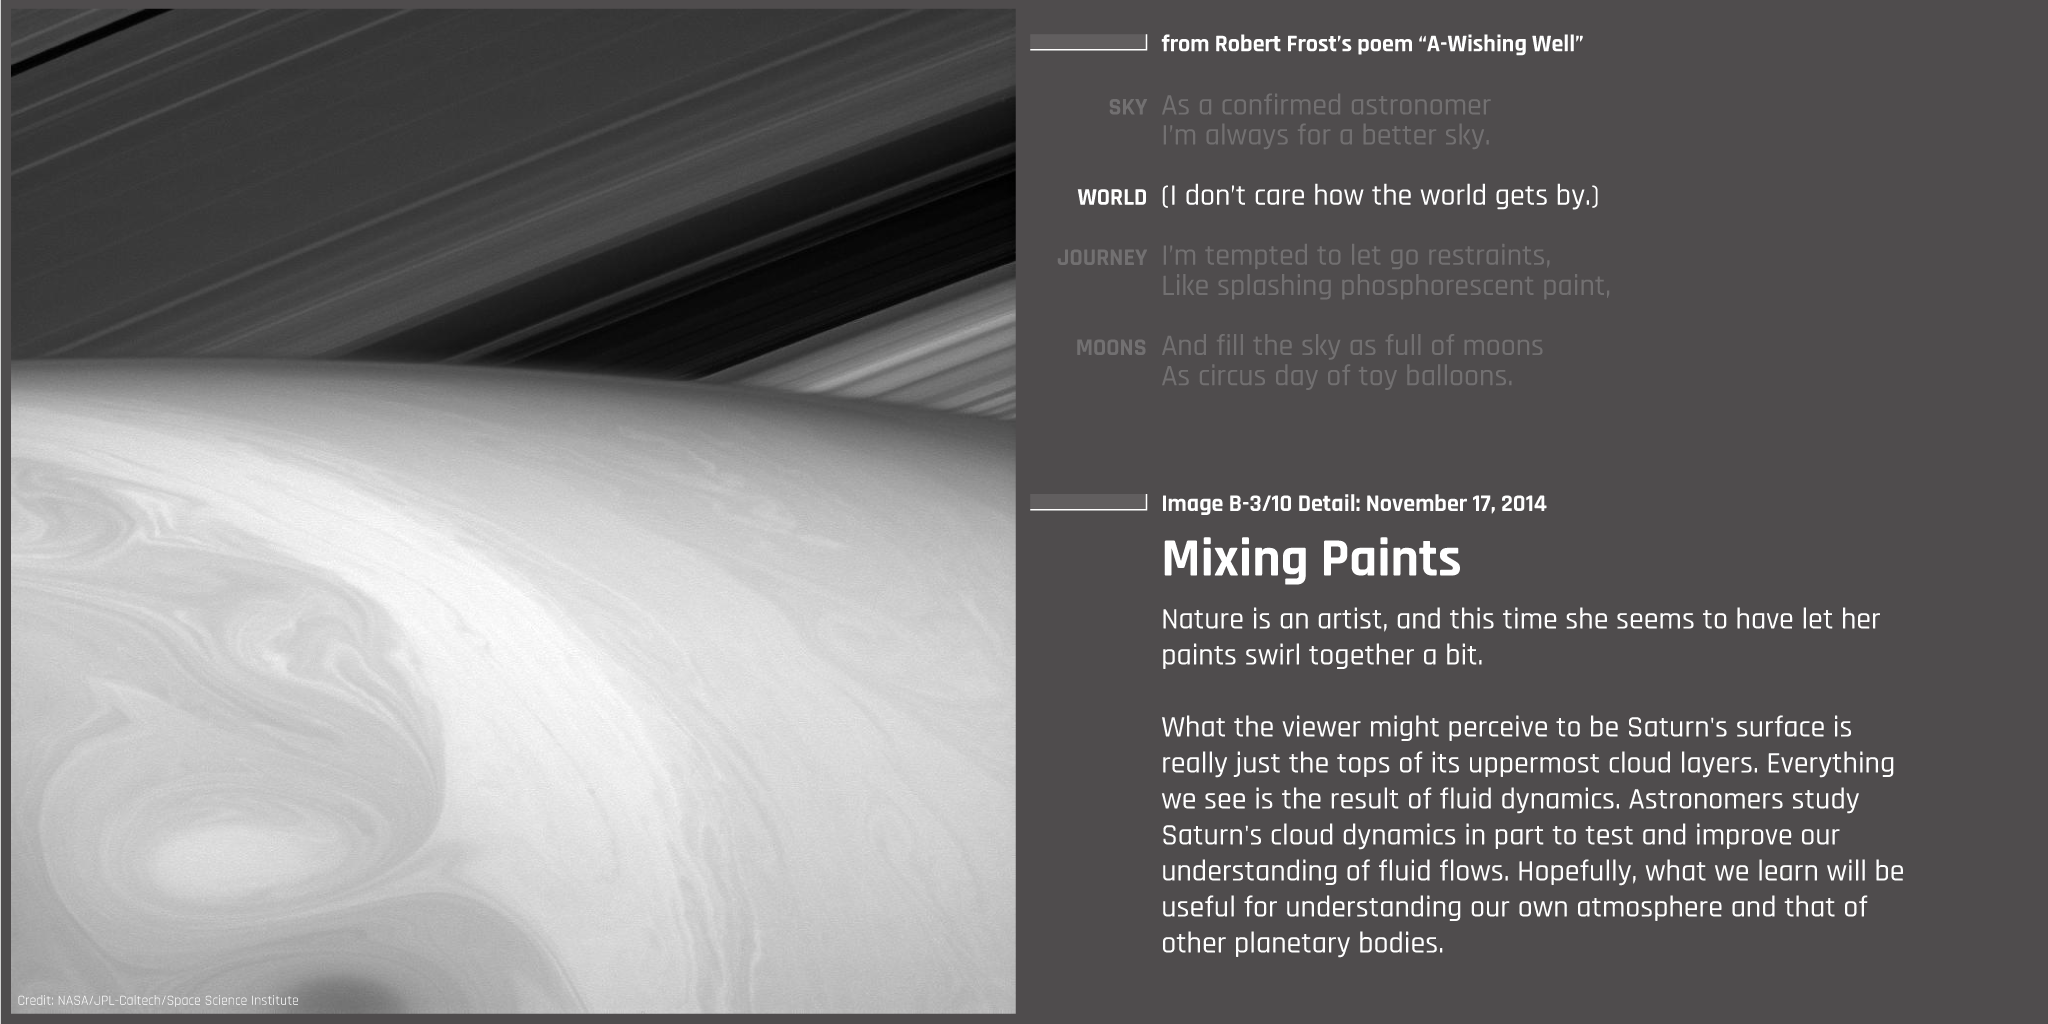 from Robert Frost’s poem “A-Wishing Well”
SKY As a confirmed astronomer
I’m always for a better sky.
WORLD (I don’t care how the world gets by.)
JOURNEY I’m tempted to let go restraints,
Like splashing phosphorescent paint,
MOONS And fill the sky as full of moons
As circus day of toy balloons.
Image B-3/10 Detail: November 17, 2014
Mixing Paints
Nature is an artist, and this time she seems to have let her
paints swirl together a bit.
What the viewer might perceive to be Saturn's surface is
really just the tops of its uppermost cloud layers. Everything
we see is the result of fluid dynamics. Astronomers study
Saturn's cloud dynamics in part to test and improve our
understanding of fluid flows. Hopefully, what we learn will be
useful for understanding our own atmosphere and that of
other planetary bodies.
Credit: NASA/JPL-Caltech/Space Science Institute